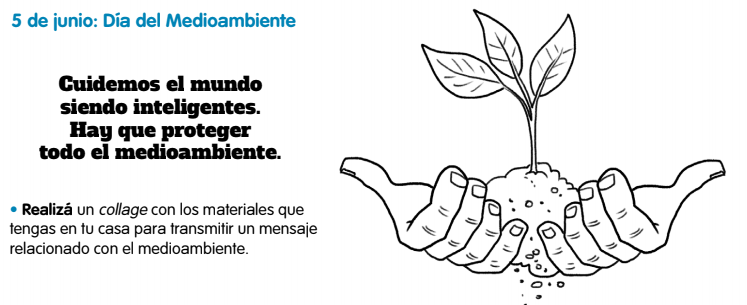 5 de junio: Día del Medioambiente
Cuidemos el mundo
siendo inteligentes.
Hay que proteger
todo el medioambiente.
• Realizá un collage con los materiales que
tengas en tu casa para transmitir un mensaje
relacionado con el medioambiente.